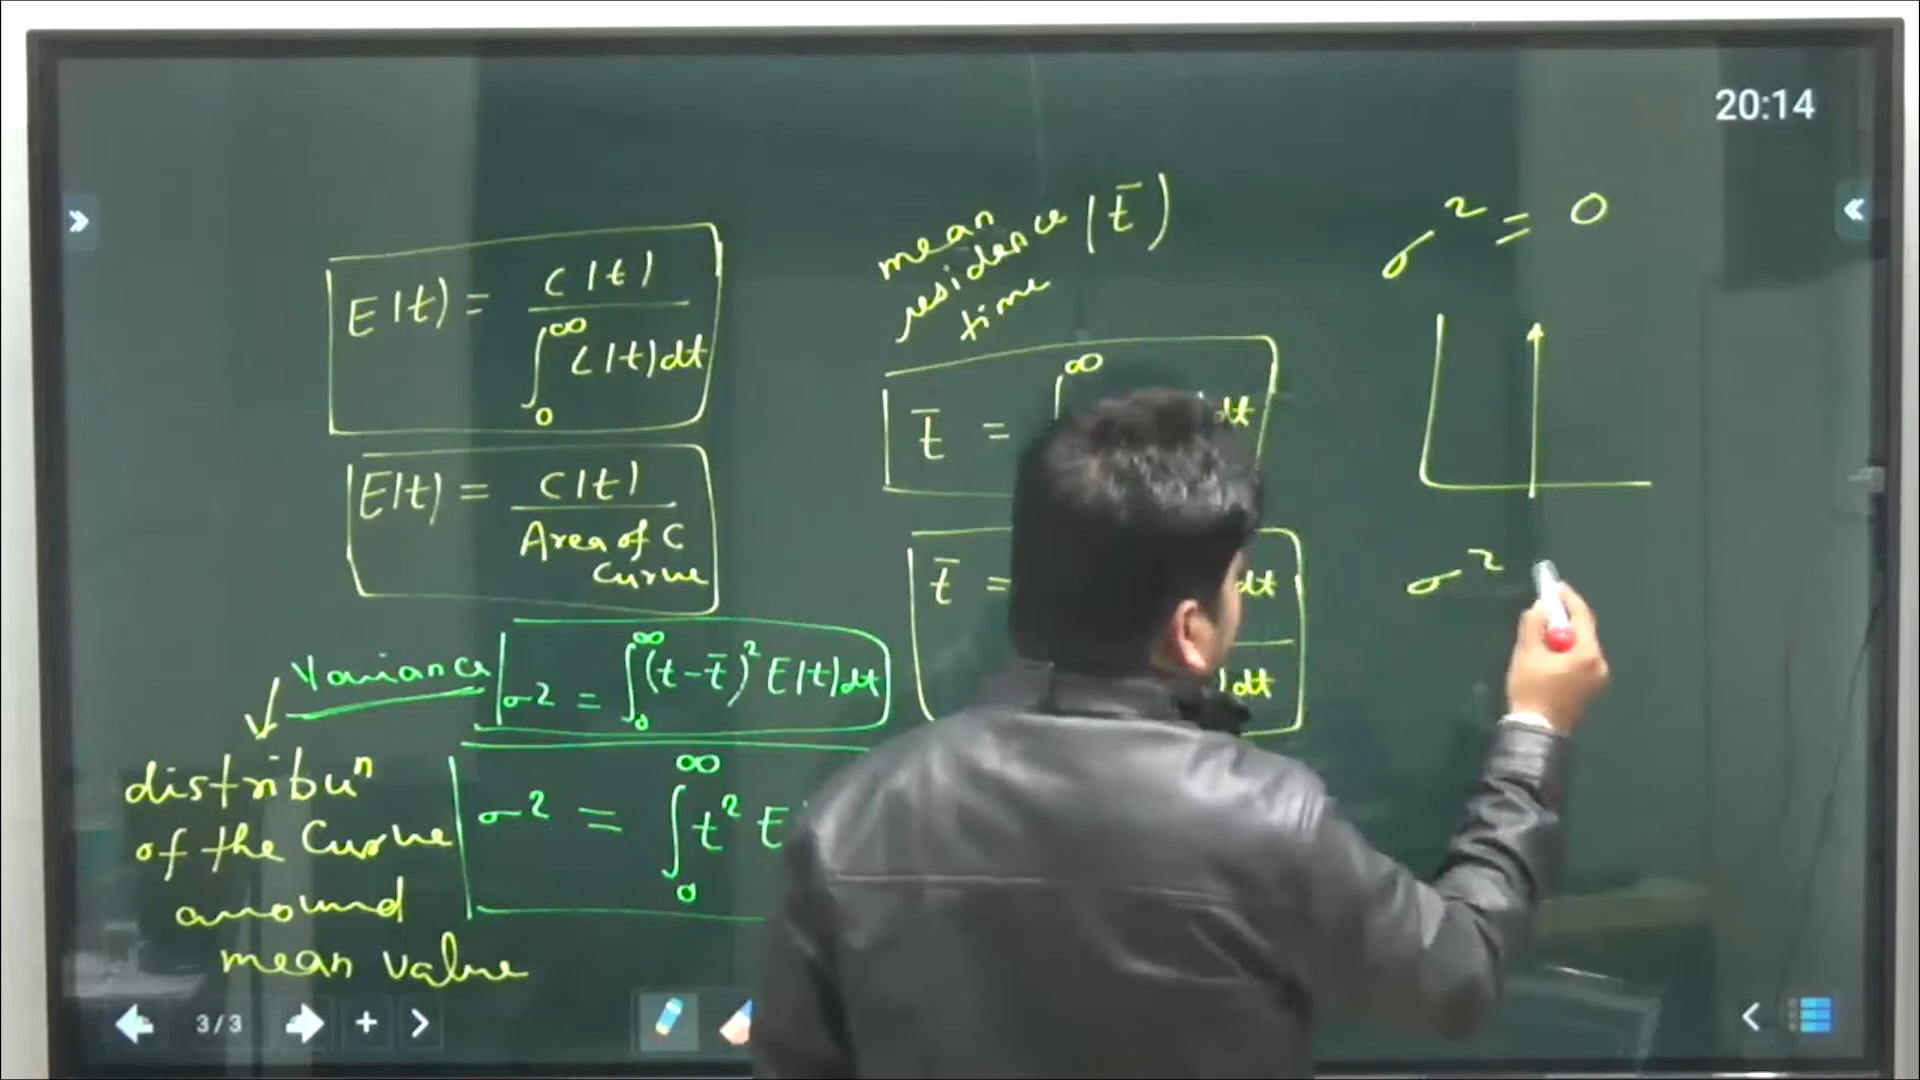 20:14
E(t) = C(t) / ∫₀^∞ C(t)dt
E(t) = C(t) / Area of C Curve
mean
residence (t̄)
time
t̄ = ∞ dt
t̄ = dt
dt
σ² = 0
σ²
Variance σ² = ∫₀^∞ (t-t̄)² E(t)dt
σ² = ∫₀^∞ t² E
distribuⁿ
of the Curve
around
mean value
3/3